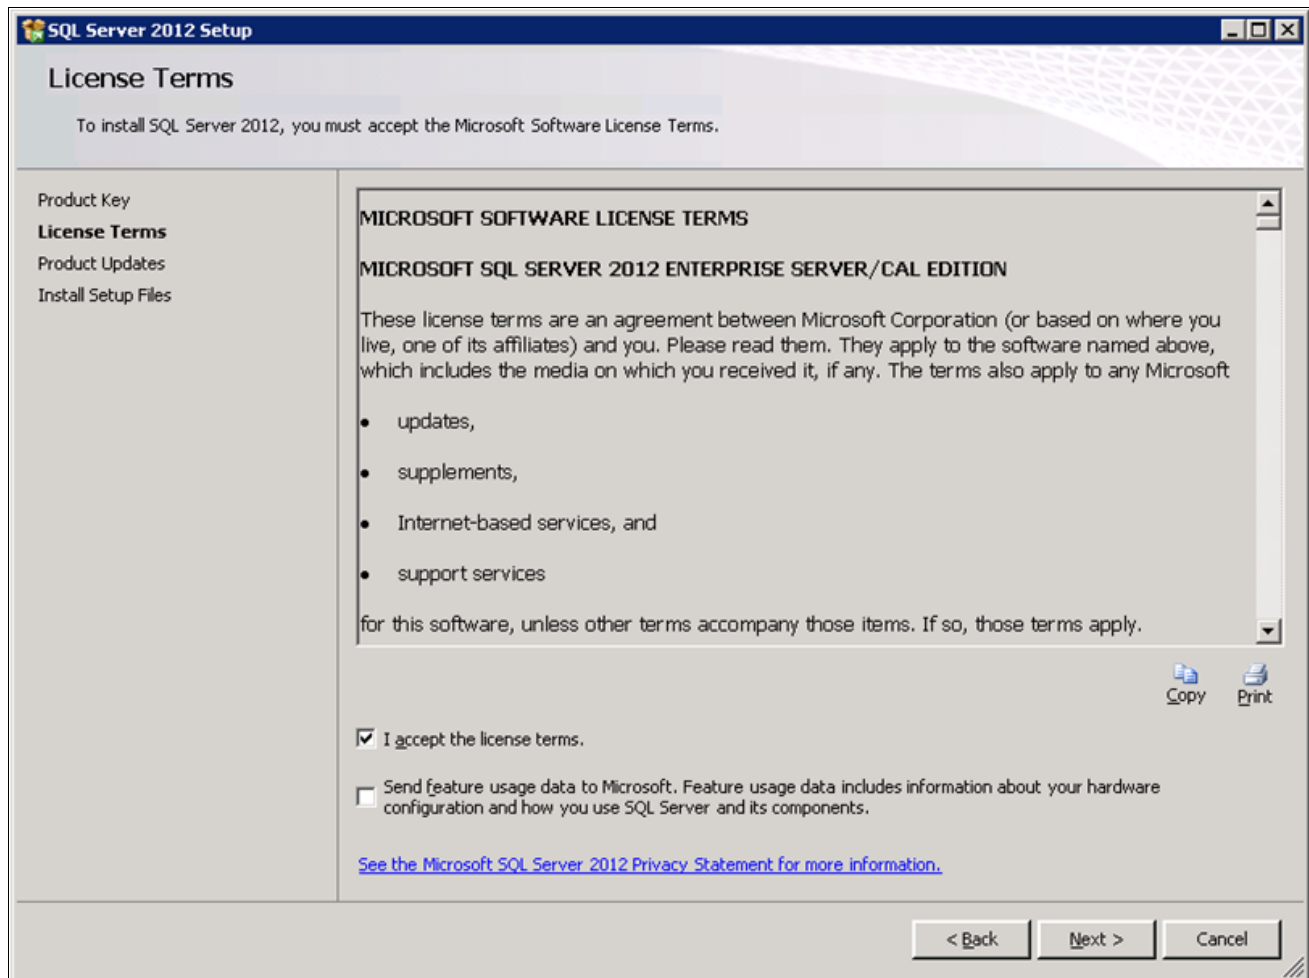 SQL Server 2012 Setup
License Terms
To install SQL Server 2012, you must accept the Microsoft Software License Terms.
Product Key
License Terms
Product Updates
Install Setup Files
MICROSOFT SOFTWARE LICENSE TERMS
MICROSOFT SQL SERVER 2012 ENTERPRISE SERVER/CAL EDITION
These license terms are an agreement between Microsoft Corporation (or based on where you
live, one of its affiliates) and you. Please read them. They apply to the software named above,
which includes the media on which you received it, if any. The terms also apply to any Microsoft
• updates,
• supplements,
• Internet-based services, and
• support services
for this software, unless other terms accompany those items. If so, those terms apply.
Copy Print
I accept the license terms.
Send feature usage data to Microsoft. Feature usage data includes information about your hardware
configuration and how you use SQL Server and its components.
See the Microsoft SQL Server 2012 Privacy Statement for more information.
< Back Next > Cancel